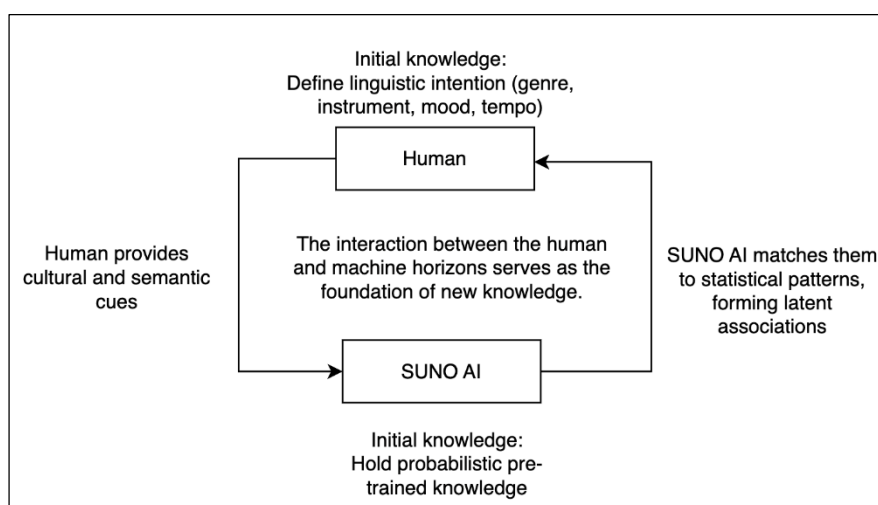 Initial knowledge:
Define linguistic intention (genre,
instrument, mood, tempo)
Human
Human provides
cultural and semantic
cues
The interaction between the human
and machine horizons serves as the
foundation of new knowledge.
SUNO AI matches them
to statistical patterns,
forming latent
associations
SUNO AI
Initial knowledge:
Hold probabilistic pre-
trained knowledge